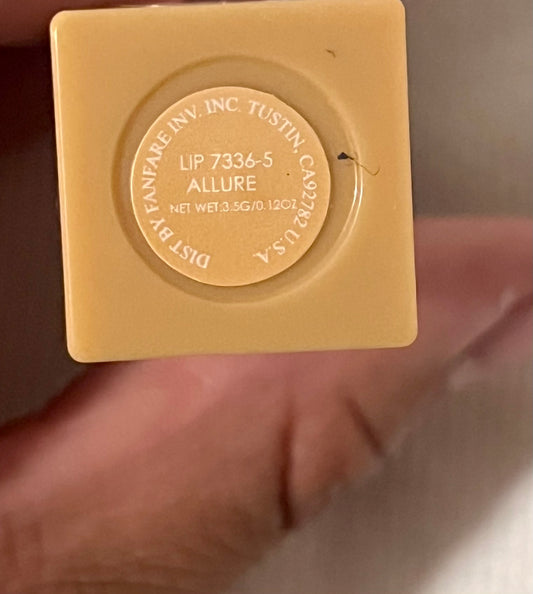 DIST BY FANFARE INV. INC. TUSTIN, CA92782 U.S.A
LIP 7336-5
ALLURE
NET WET:3.5G/0.12OZ